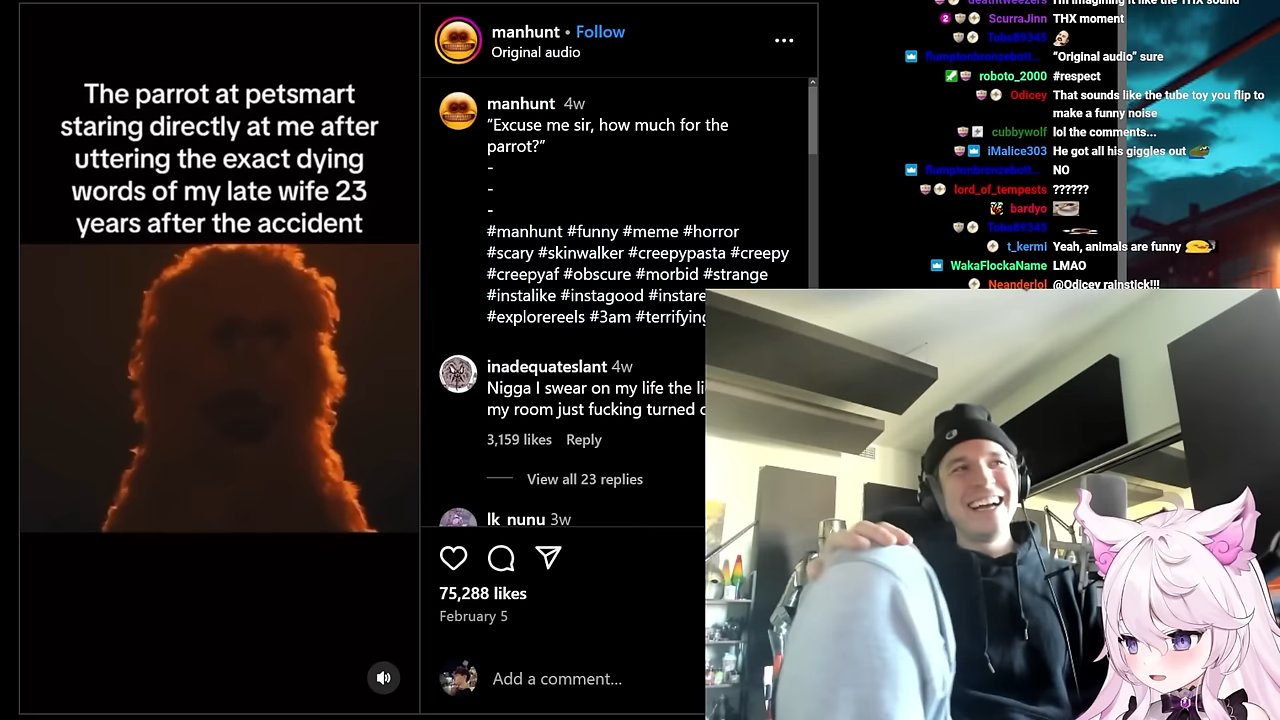 The parrot at petsmart
staring directly at me after
uttering the exact dying
words of my late wife 23
years after the accident
manhunt • Follow
Original audio
manhunt 4w
"Excuse me sir, how much for the
parrot?"
-
-
-
#manhunt #funny #meme #horror
#scary #skinwalker #creepypasta #creepy
#creepyaf #obscure #morbid #strange
#instalike #instagood #instare
#explorereels #3am #terrifying
inadequateslant 4w
Nigga I swear on my life the li
my room just fucking turned o
3,159 likes Reply
View all 23 replies
lk_nunu 3w
75,288 likes
February 5
Add a comment...
ScurraJinn THX moment
Tobs89345
"Original audio" sure
roboto_2000 #respect
Odicey That sounds like the tube toy you flip to
make a funny noise
cubbywolf lol the comments...
iMalice303 He got all his giggles out
NO
lord_of_tempests ??????
bardyo
Tobs89345
t_kermi Yeah, animals are funny
WakaFlockaName LMAO
Neanderlol @Odicey rainstick!!!